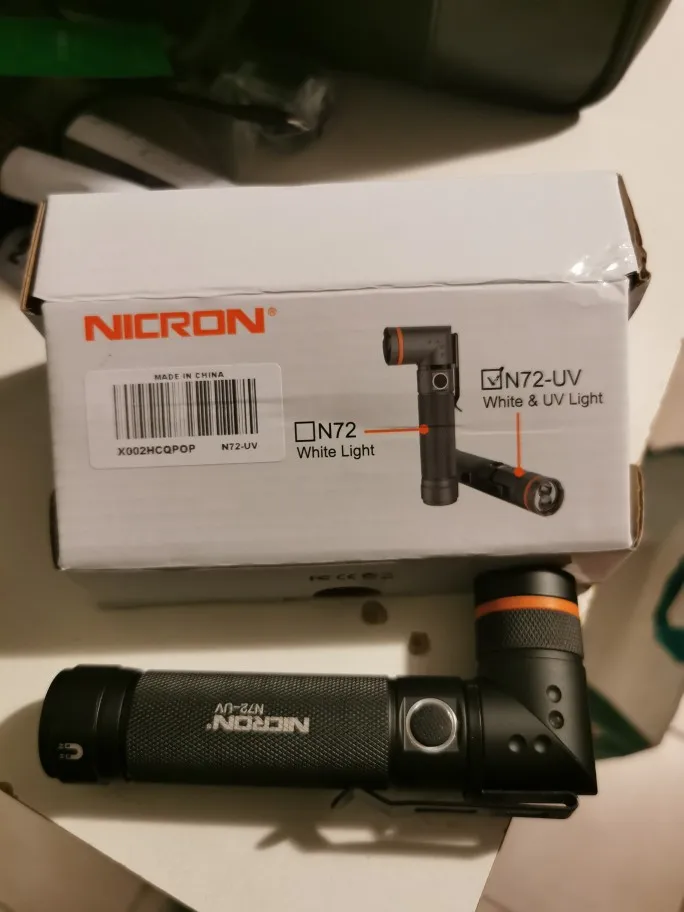 NICRON®
MADE IN CHINA
X002HCQPOP N72-UV
N72
White Light
N72-UV
White & UV Light
NICRON®
N72-UV